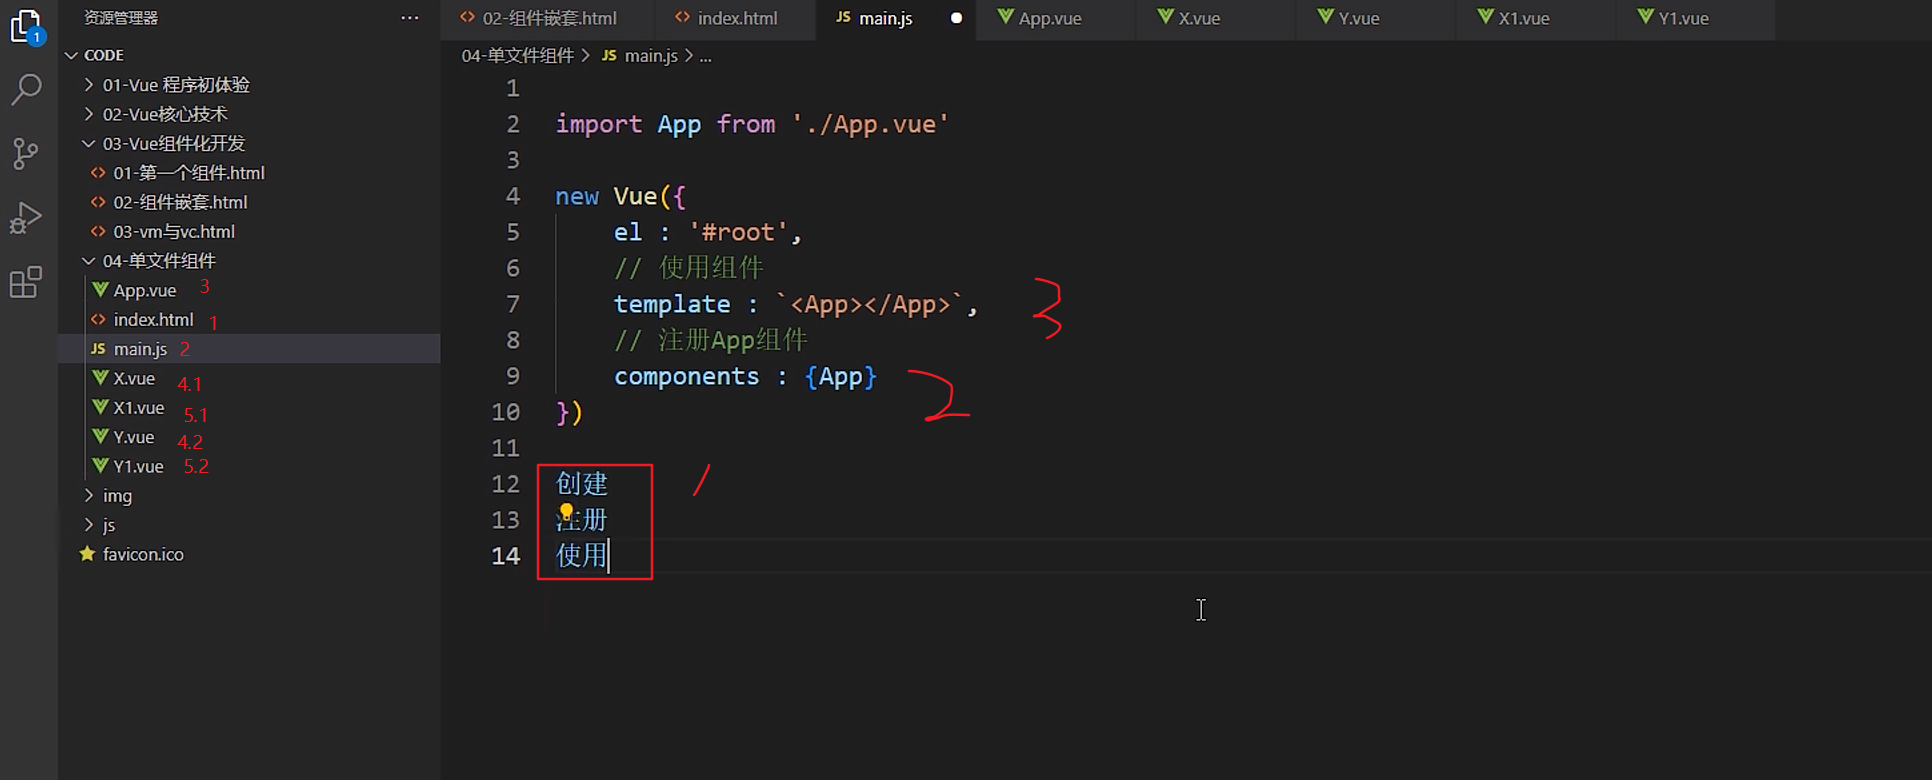 资源管理器 ···
02-组件嵌套.html index.html JS main.js App.vue X.vue Y.vue X1.vue Y1.vue
1
CODE
04-单文件组件 > JS main.js > ...
01-Vue 程序初体验
02-Vue核心技术
03-Vue组件化开发
01-第一个组件.html
02-组件嵌套.html
03-vm与vc.html
04-单文件组件
App.vue 3
index.html 1
JS main.js 2
X.vue 4.1
X1.vue 5.1
Y.vue 4.2
Y1.vue 5.2
img
js
favicon.ico
1
2 import App from './App.vue'
3
4 new Vue({
5 el : '#root',
6 // 使用组件
7 template : `<App></App>`, 3
8 // 注册App组件
9 components : {App} 2
10 })
11
12 创建 1
13 注册
14 使用